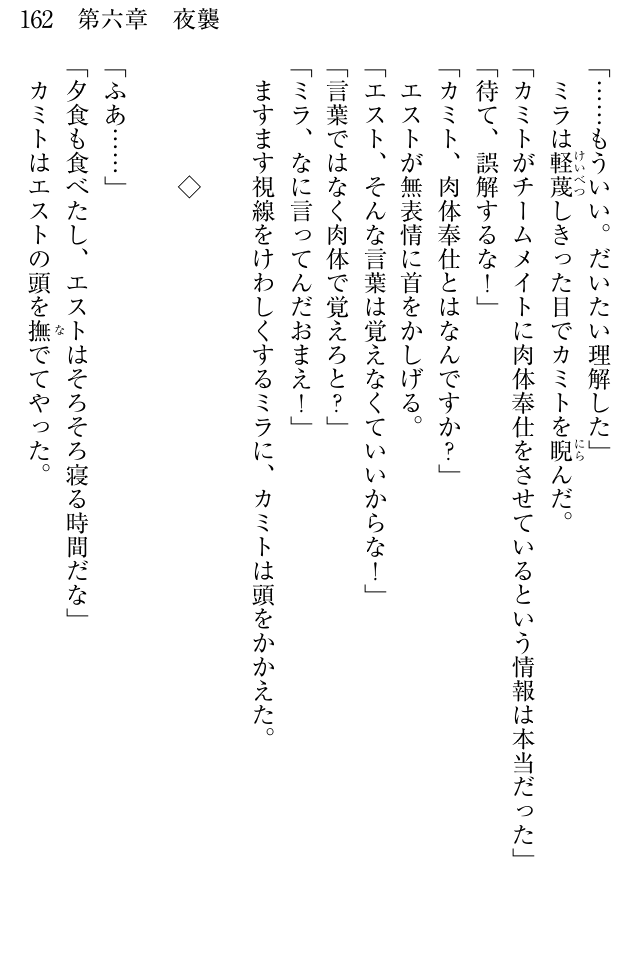 162 第六章 夜襲
「……もういい。だいたい理解した」
ミラは軽蔑しきった目でカミトを睨んだ。
「カミトがチームメイトに肉体奉仕をさせているという情報は本当だった」
「待て、誤解するな！」
「カミト、肉体奉仕とはなんですか？」
エストが無表情に首をかしげる。
「エスト、そんな言葉は覚えなくていいからな！」
「言葉ではなく肉体で覚えろと？」
「ミラ、なに言ってんだおまえ！」
ますます視線をけわしくするミラに、カミトは頭をかかえた。
◇
「ふあ……」
「夕食も食べたし、エストはそろそろ寝る時間だな」
カミトはエストの頭を撫でてやった。